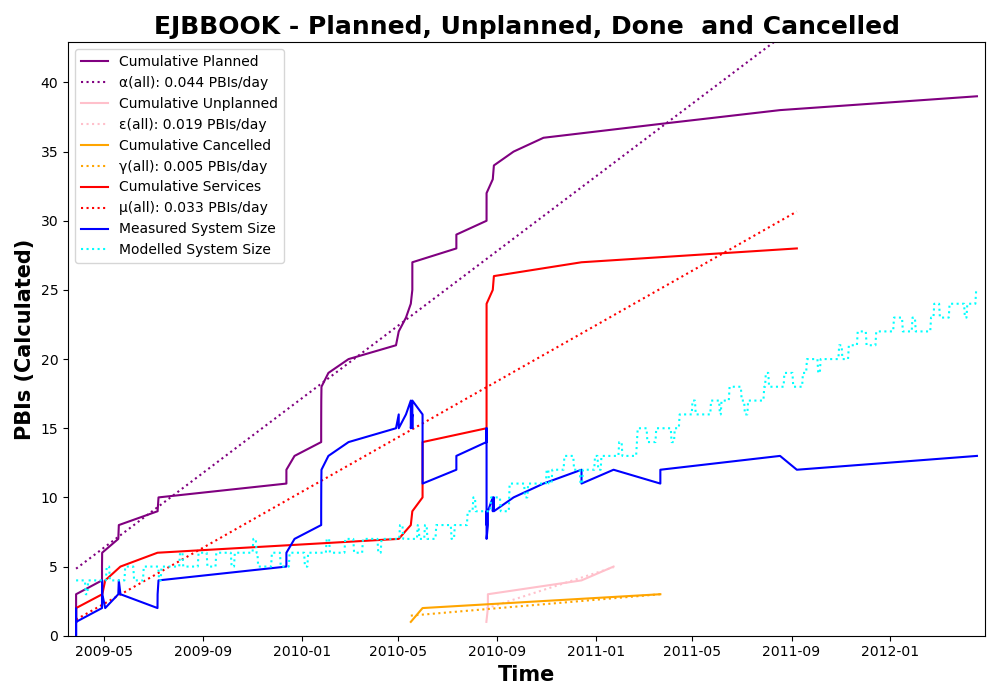 EJBBOOK - Planned, Unplanned, Done  and Cancelled
Cumulative Planned
α(all): 0.044 PBIs/day
Cumulative Unplanned
ε(all): 0.019 PBIs/day
Cumulative Cancelled
γ(all): 0.005 PBIs/day
Cumulative Services
μ(all): 0.033 PBIs/day
Measured System Size
Modelled System Size
PBIs (Calculated)
40
35
30
25
20
15
10
5
0
2009-05 2009-09 2010-01 2010-05 2010-09 2011-01 2011-05 2011-09 2012-01
Time